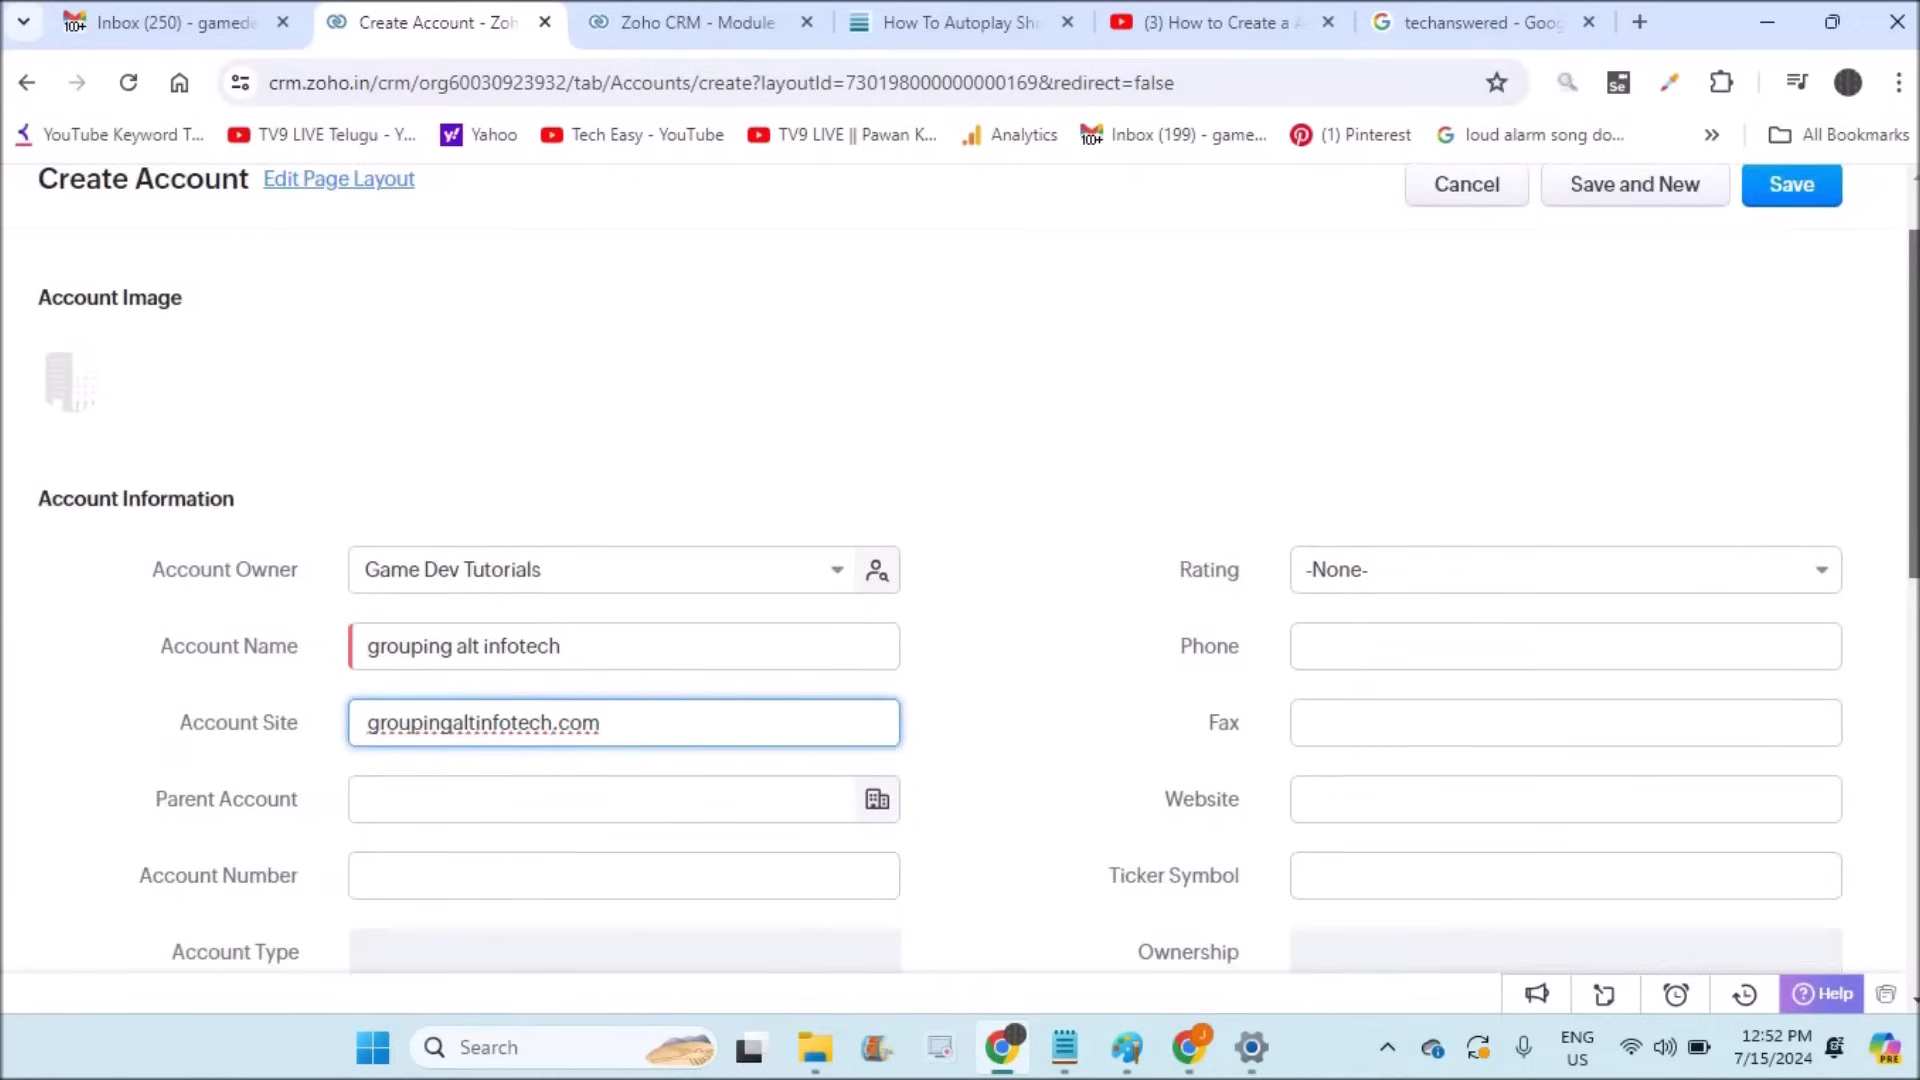 Inbox (250) - gamede
Create Account - Zoh
Zoho CRM - Module
How To Autoplay Sho
(3) How to Create a A
techanswered - Goog
crm.zoho.in/crm/org60030923932/tab/Accounts/create?layoutId=730198000000000169&redirect=false
YouTube Keyword T...
TV9 LIVE Telugu - Y...
Yahoo
Tech Easy - YouTube
TV9 LIVE || Pawan K...
Analytics
Inbox (199) - game...
(1) Pinterest
loud alarm song do...
All Bookmarks
Create Account
Edit Page Layout
Cancel
Save and New
Save
Account Image
Account Information
Account Owner
Game Dev Tutorials
Rating
-None-
Account Name
grouping alt infotech
Phone
Account Site
groupingaltinfotech.com
Fax
Parent Account
Website
Account Number
Ticker Symbol
Account Type
Ownership
Help
Search
ENG
US
12:52 PM
7/15/2024
PRE